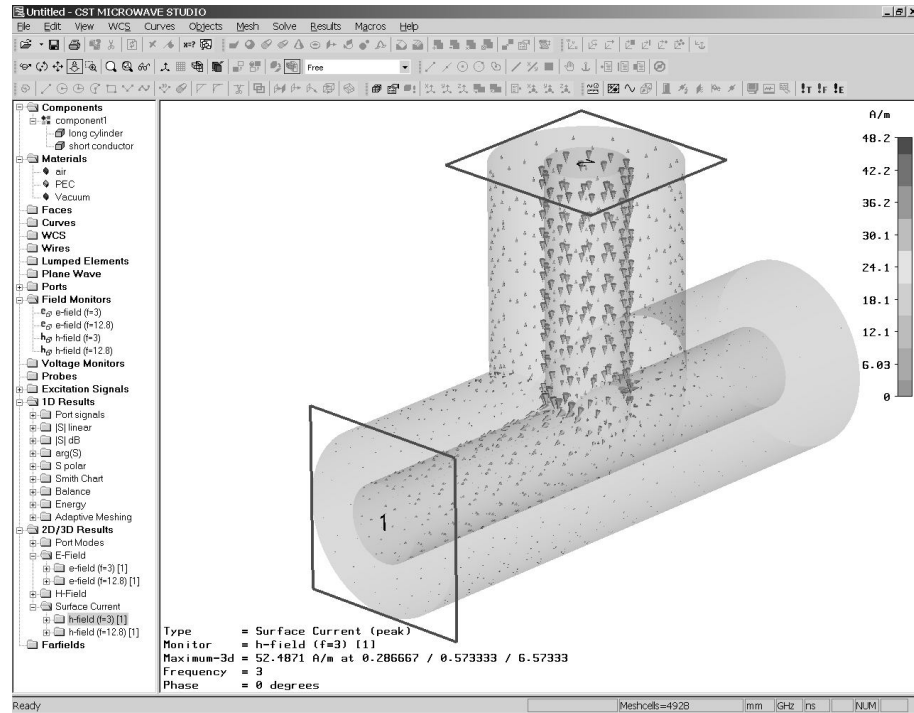 Untitled - CST MICROWAVE STUDIO
File Edit View WCS Curves Objects Mesh Solve Results Macros Help
x=?
Free
!T !F !E
Components
component1
long cylinder
short conductor
Materials
air
PEC
Vacuum
Faces
Curves
WCS
Wires
Lumped Elements
Plane Wave
Ports
Field Monitors
e-field (f=3)
e-field (f=12.8)
h-field (f=3)
h-field (f=12.8)
Voltage Monitors
Probes
Excitation Signals
1D Results
Port signals
|S| linear
|S| dB
arg(S)
S polar
Smith Chart
Balance
Energy
Adaptive Meshing
2D/3D Results
Port Modes
E-Field
e-field (f=3) [1]
e-field (f=12.8) [1]
H-Field
Surface Current
h-field (f=3) [1]
h-field (f=12.8) [1]
Farfields
A/m
48.2
42.2
36.2
30.1
24.1
18.1
12.1
6.03
0
1
Type = Surface Current (peak)
Monitor = h-field (f=3) [1]
Maximum-3d = 52.4871 A/m at 0.286667 / 0.573333 / 6.57333
Frequency = 3
Phase = 0 degrees
Ready Meshcells=4928 mm GHz ns NUM